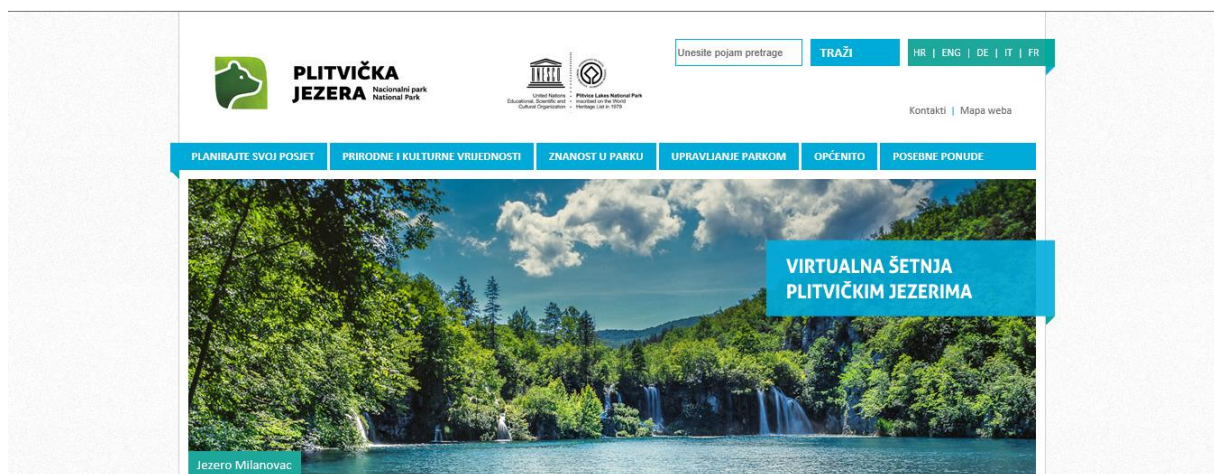 Unesite pojam pretrage
TRAŽI
HR | ENG | DE | IT | FR
PLITVIČKA
JEZERA
Nacionalni park
National Park
UNESCO
United Nations
Educational, Scientific and
Cultural Organization
Plitvice Lakes National Park
inscribed on the World
Heritage List in 1979
Kontakti | Mapa weba
PLANIRAJTE SVOJ POSJET
PRIRODNE I KULTURNE VRIJEDNOSTI
ZNANOST U PARKU
UPRAVLJANJE PARKOM
OPĆENITO
POSEBNE PONUDE
VIRTUALNA ŠETNJA
PLITVIČKIM JEZERIMA
Jezero Milanovac